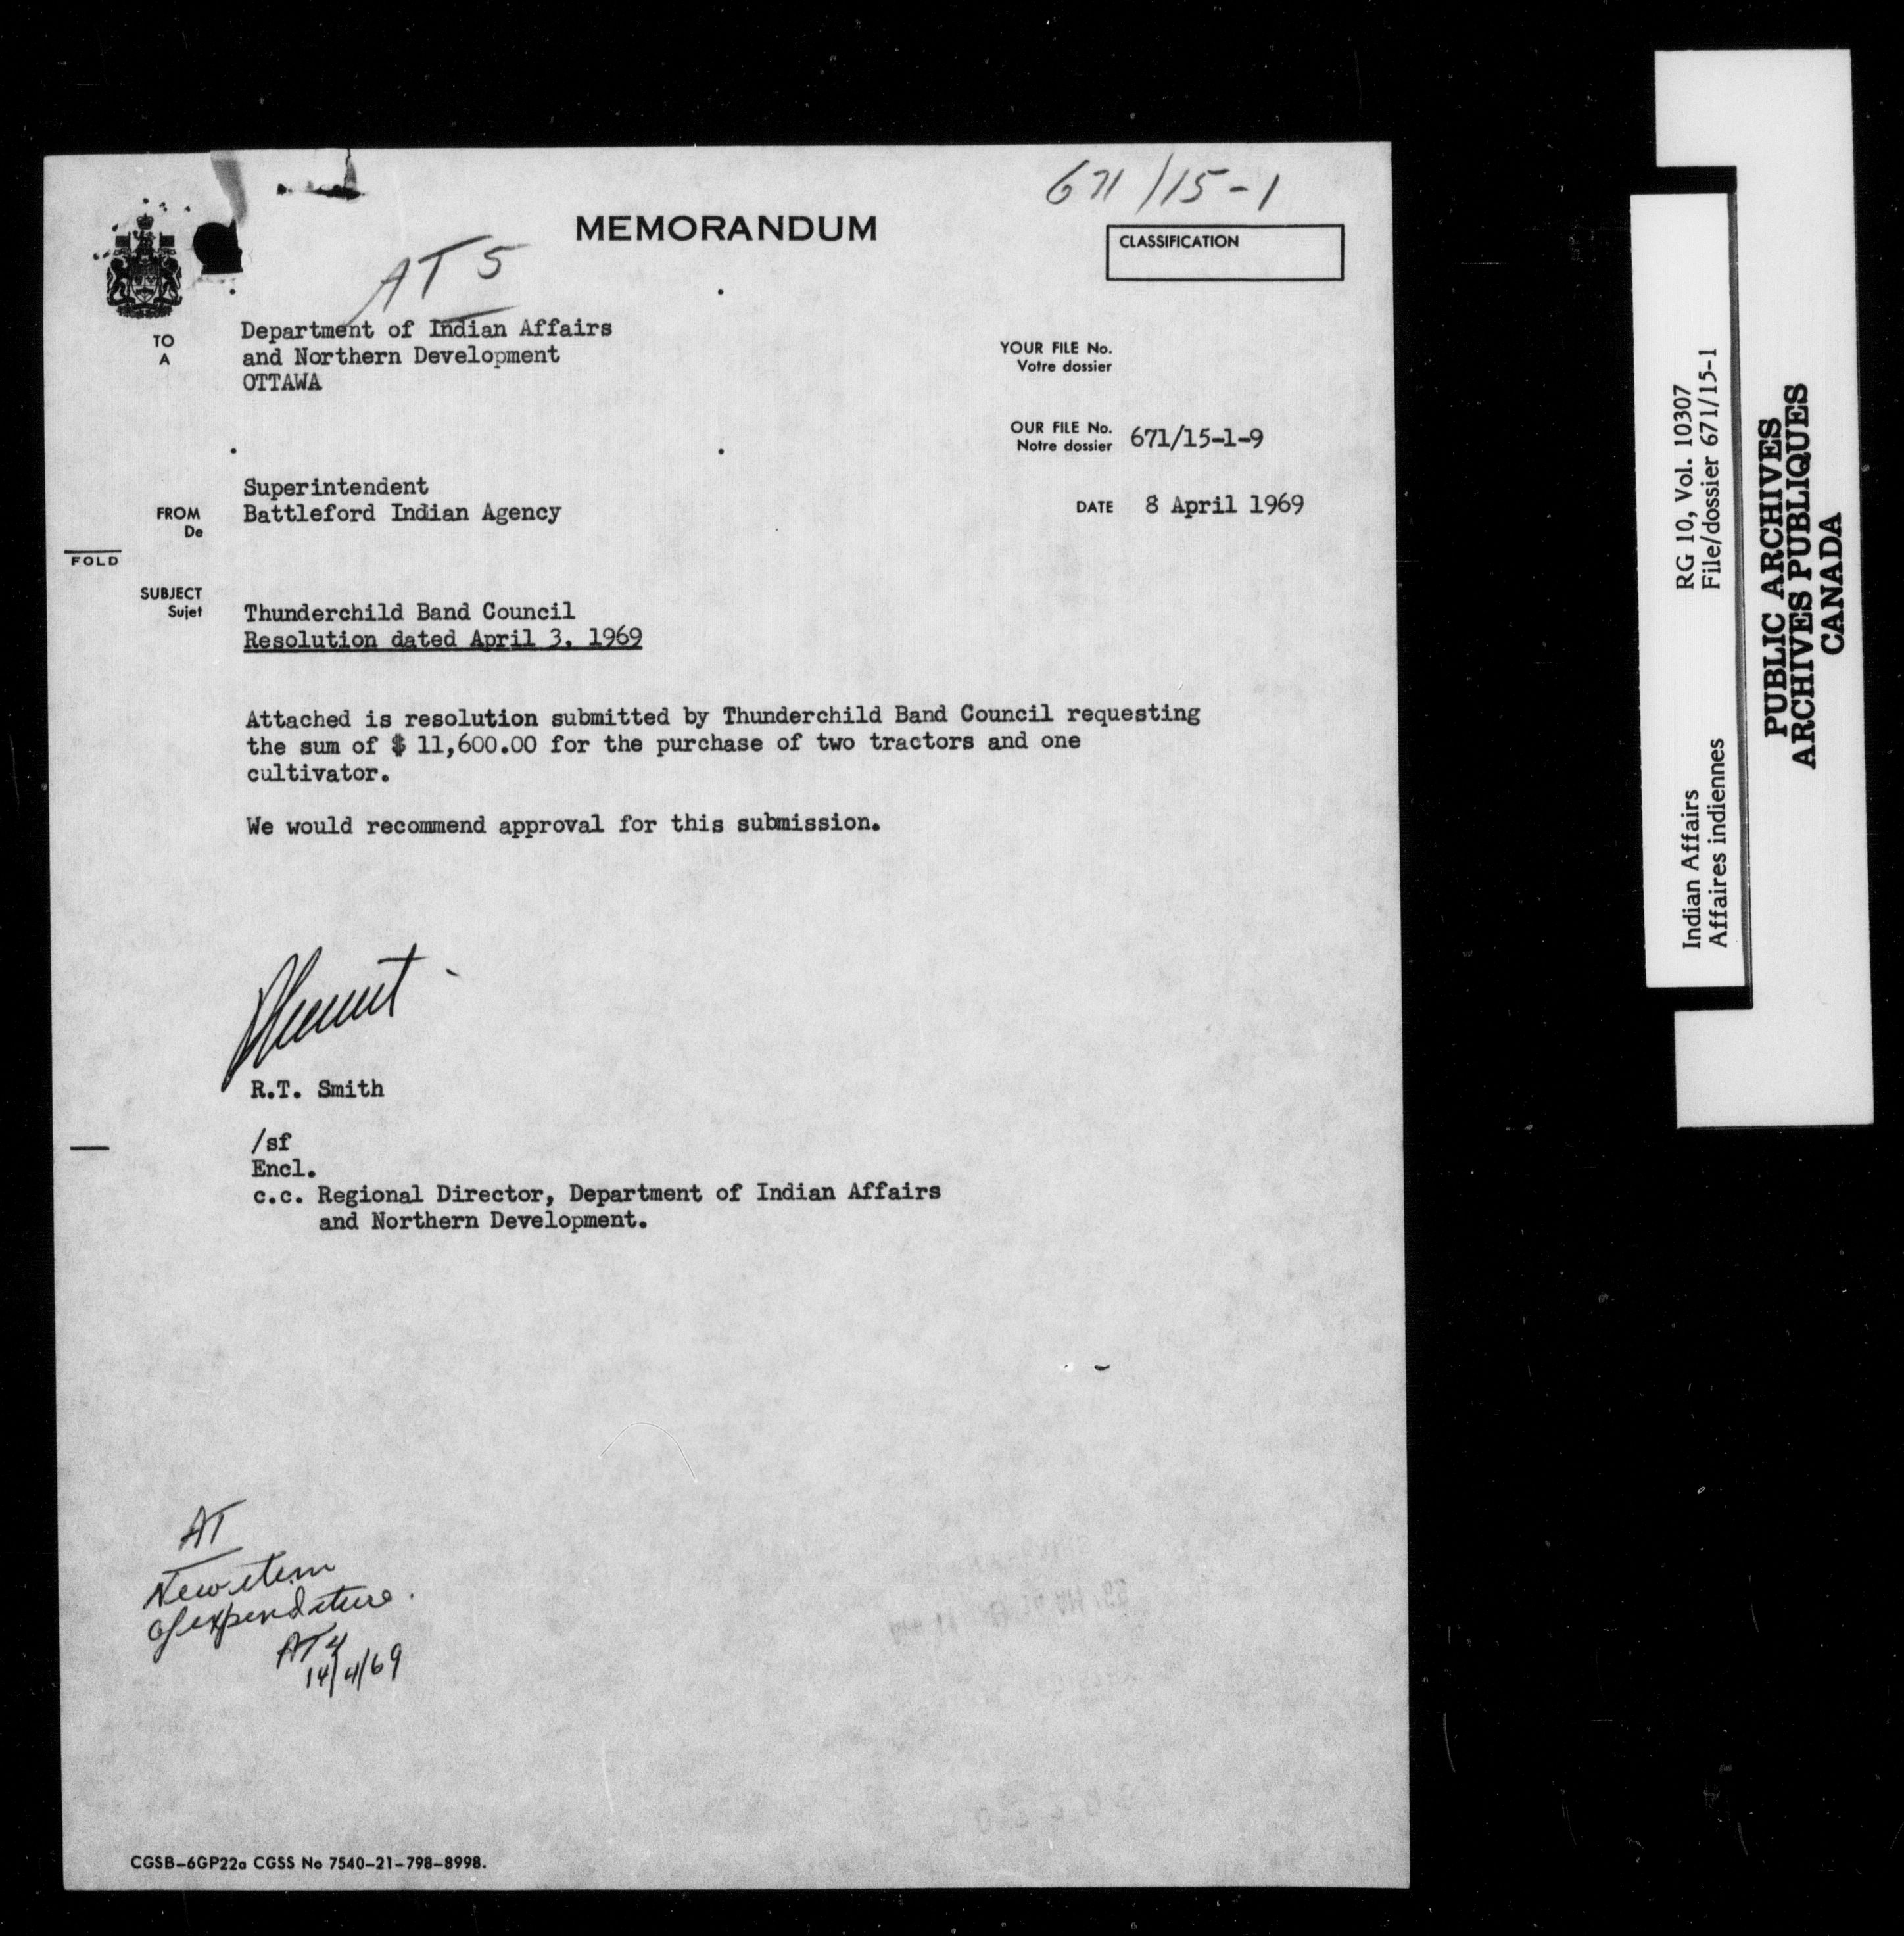 671/15-1
MEMORANDUM
CLASSIFICATION
AT5
TO
A
Department of Indian Affairs
and Northern Development
OTTAWA
YOUR FILE No.
Votre dossier
OUR FILE No.
Notre dossier
671/15-1-9
FROM
De
Superintendent
Battleford Indian Agency
DATE 8 April 1969
FOLD
SUBJECT
Sujet
Thunderchild Band Council
Resolution dated April 3, 1969
Attached is resolution submitted by Thunderchild Band Council requesting
the sum of $ 11,600.00 for the purchase of two tractors and one
cultivator.
We would recommend approval for this submission.
R.T. Smith
/sf
Encl.
c.c. Regional Director, Department of Indian Affairs
and Northern Development.
AT
New item
of expenditure.
AT4
14/4/69
CGSB-6GP22a CGSS No 7540-21-798-8998.
Indian Affairs RG 10, Vol. 10307
Affaires indiennes File/dossier 671/15-1
PUBLIC ARCHIVES
ARCHIVES PUBLIQUES
CANADA